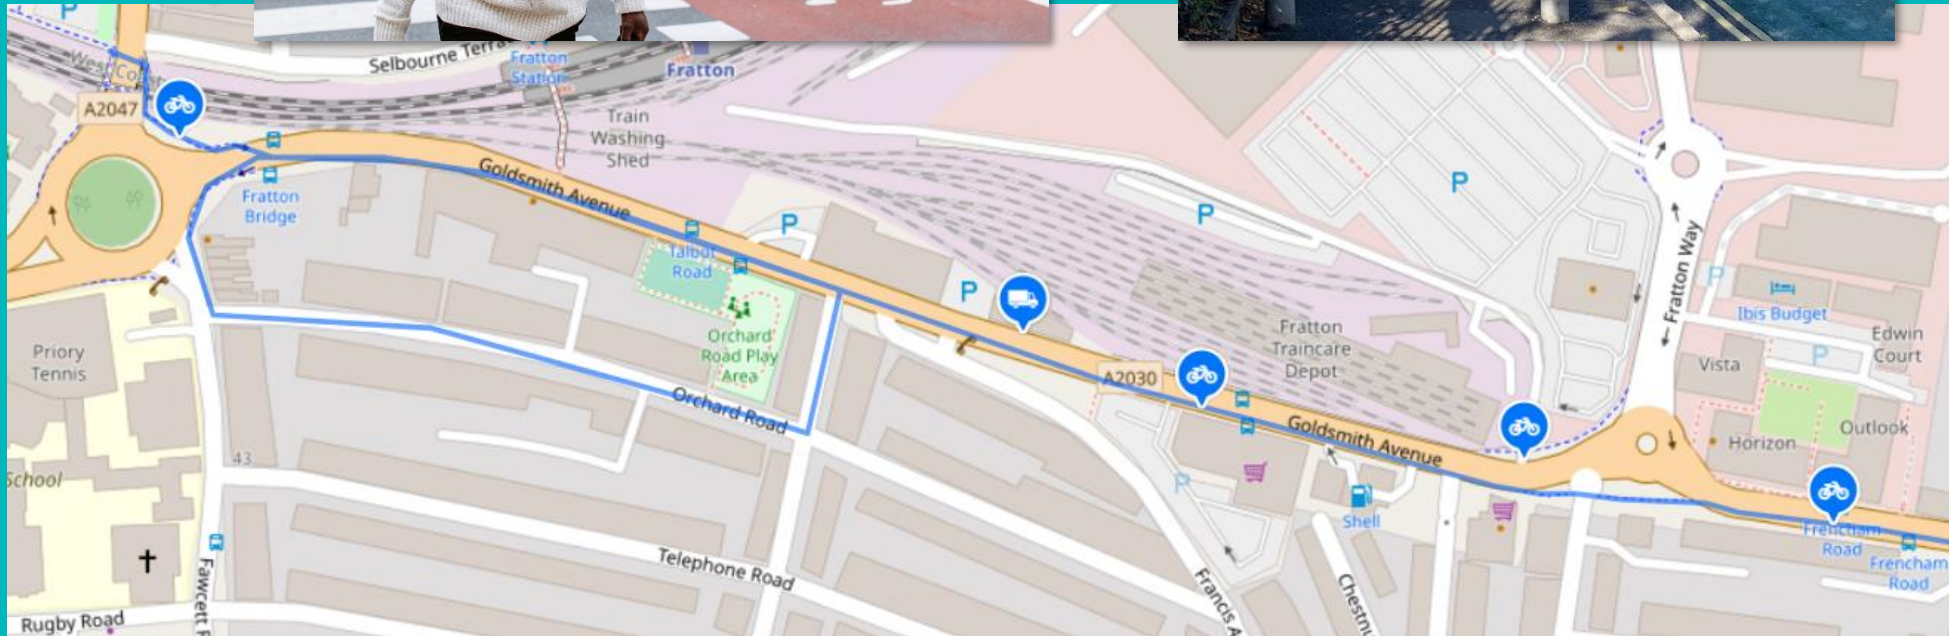 P
West Coa
A2047
Selbourne Terra
Fratton
Station
Fratton
Train
Washing
Shed
Goldsmith Avenue
Fratton
Bridge
Talbot
Road
P
P
P
P
Orchard
Road Play
Area
Orchard Road
Priory
Tennis
School
43
Fratton
Traincare
Depot
A2030
Goldsmith Avenue
Fratton Way
P
Ibis Budget
Edwin
Court
Vista
P
Horizon
Outlook
P
Shell
Frencham
Road
Frencham
Road
Telephone Road
Fawcett R
Rugby Road
Francis A
Chestnu